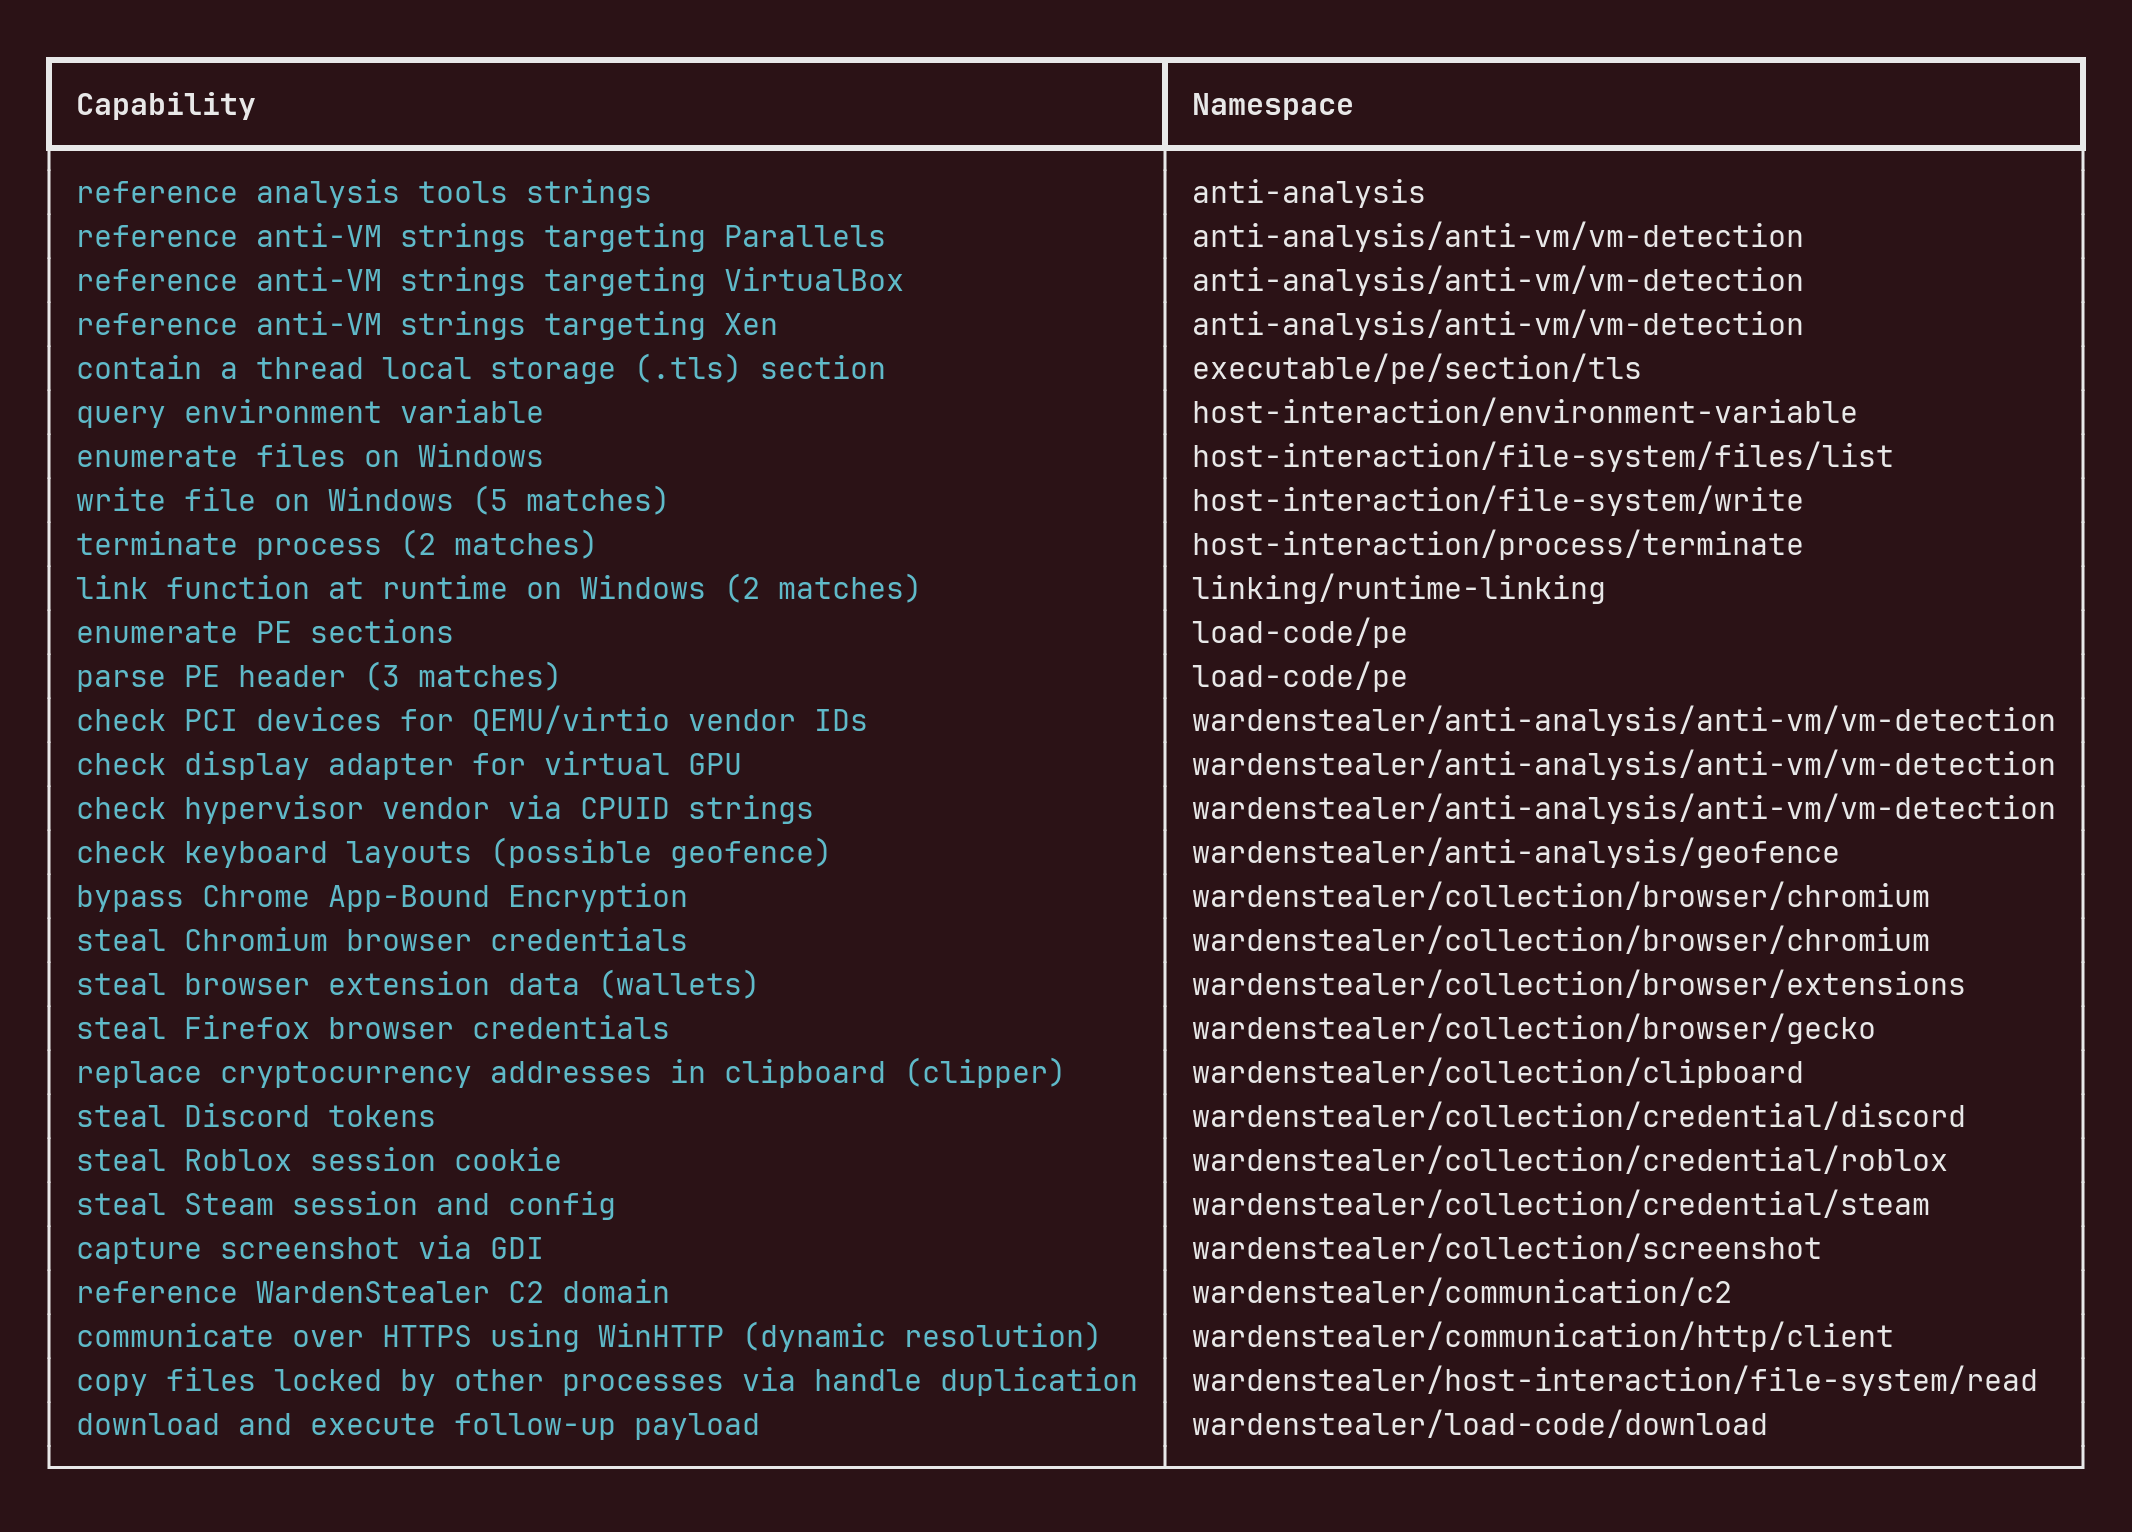 Capability Namespace
reference analysis tools strings anti-analysis
reference anti-VM strings targeting Parallels anti-analysis/anti-vm/vm-detection
reference anti-VM strings targeting VirtualBox anti-analysis/anti-vm/vm-detection
reference anti-VM strings targeting Xen anti-analysis/anti-vm/vm-detection
contain a thread local storage (.tls) section executable/pe/section/tls
query environment variable host-interaction/environment-variable
enumerate files on Windows host-interaction/file-system/files/list
write file on Windows (5 matches) host-interaction/file-system/write
terminate process (2 matches) host-interaction/process/terminate
link function at runtime on Windows (2 matches) linking/runtime-linking
enumerate PE sections load-code/pe
parse PE header (3 matches) load-code/pe
check PCI devices for QEMU/virtio vendor IDs wardenstealer/anti-analysis/anti-vm/vm-detection
check display adapter for virtual GPU wardenstealer/anti-analysis/anti-vm/vm-detection
check hypervisor vendor via CPUID strings wardenstealer/anti-analysis/anti-vm/vm-detection
check keyboard layouts (possible geofence) wardenstealer/anti-analysis/geofence
bypass Chrome App-Bound Encryption wardenstealer/collection/browser/chromium
steal Chromium browser credentials wardenstealer/collection/browser/chromium
steal browser extension data (wallets) wardenstealer/collection/browser/extensions
steal Firefox browser credentials wardenstealer/collection/browser/gecko
replace cryptocurrency addresses in clipboard (clipper) wardenstealer/collection/clipboard
steal Discord tokens wardenstealer/collection/credential/discord
steal Roblox session cookie wardenstealer/collection/credential/roblox
steal Steam session and config wardenstealer/collection/credential/steam
capture screenshot via GDI wardenstealer/collection/screenshot
reference WardenStealer C2 domain wardenstealer/communication/c2
communicate over HTTPS using WinHTTP (dynamic resolution) wardenstealer/communication/http/client
copy files locked by other processes via handle duplication wardenstealer/host-interaction/file-system/read
download and execute follow-up payload wardenstealer/load-code/download